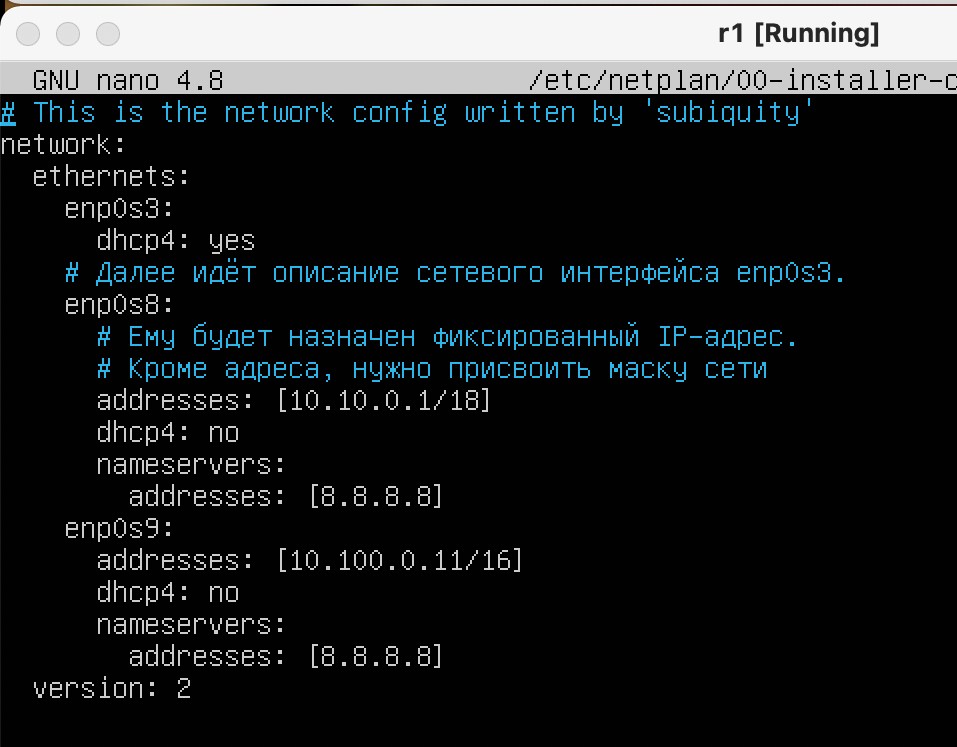 r1 [Running]
GNU nano 4.8 /etc/netplan/00-installer-c
# This is the network config written by 'subiquity'
network:
ethernets:
enp0s3:
dhcp4: yes
# Далее идёт описание сетевого интерфейса enp0s3.
enp0s8:
# Ему будет назначен фиксированный IP-адрес.
# Кроме адреса, нужно присвоить маску сети
addresses: [10.10.0.1/18]
dhcp4: no
nameservers:
addresses: [8.8.8.8]
enp0s9:
addresses: [10.100.0.11/16]
dhcp4: no
nameservers:
addresses: [8.8.8.8]
version: 2